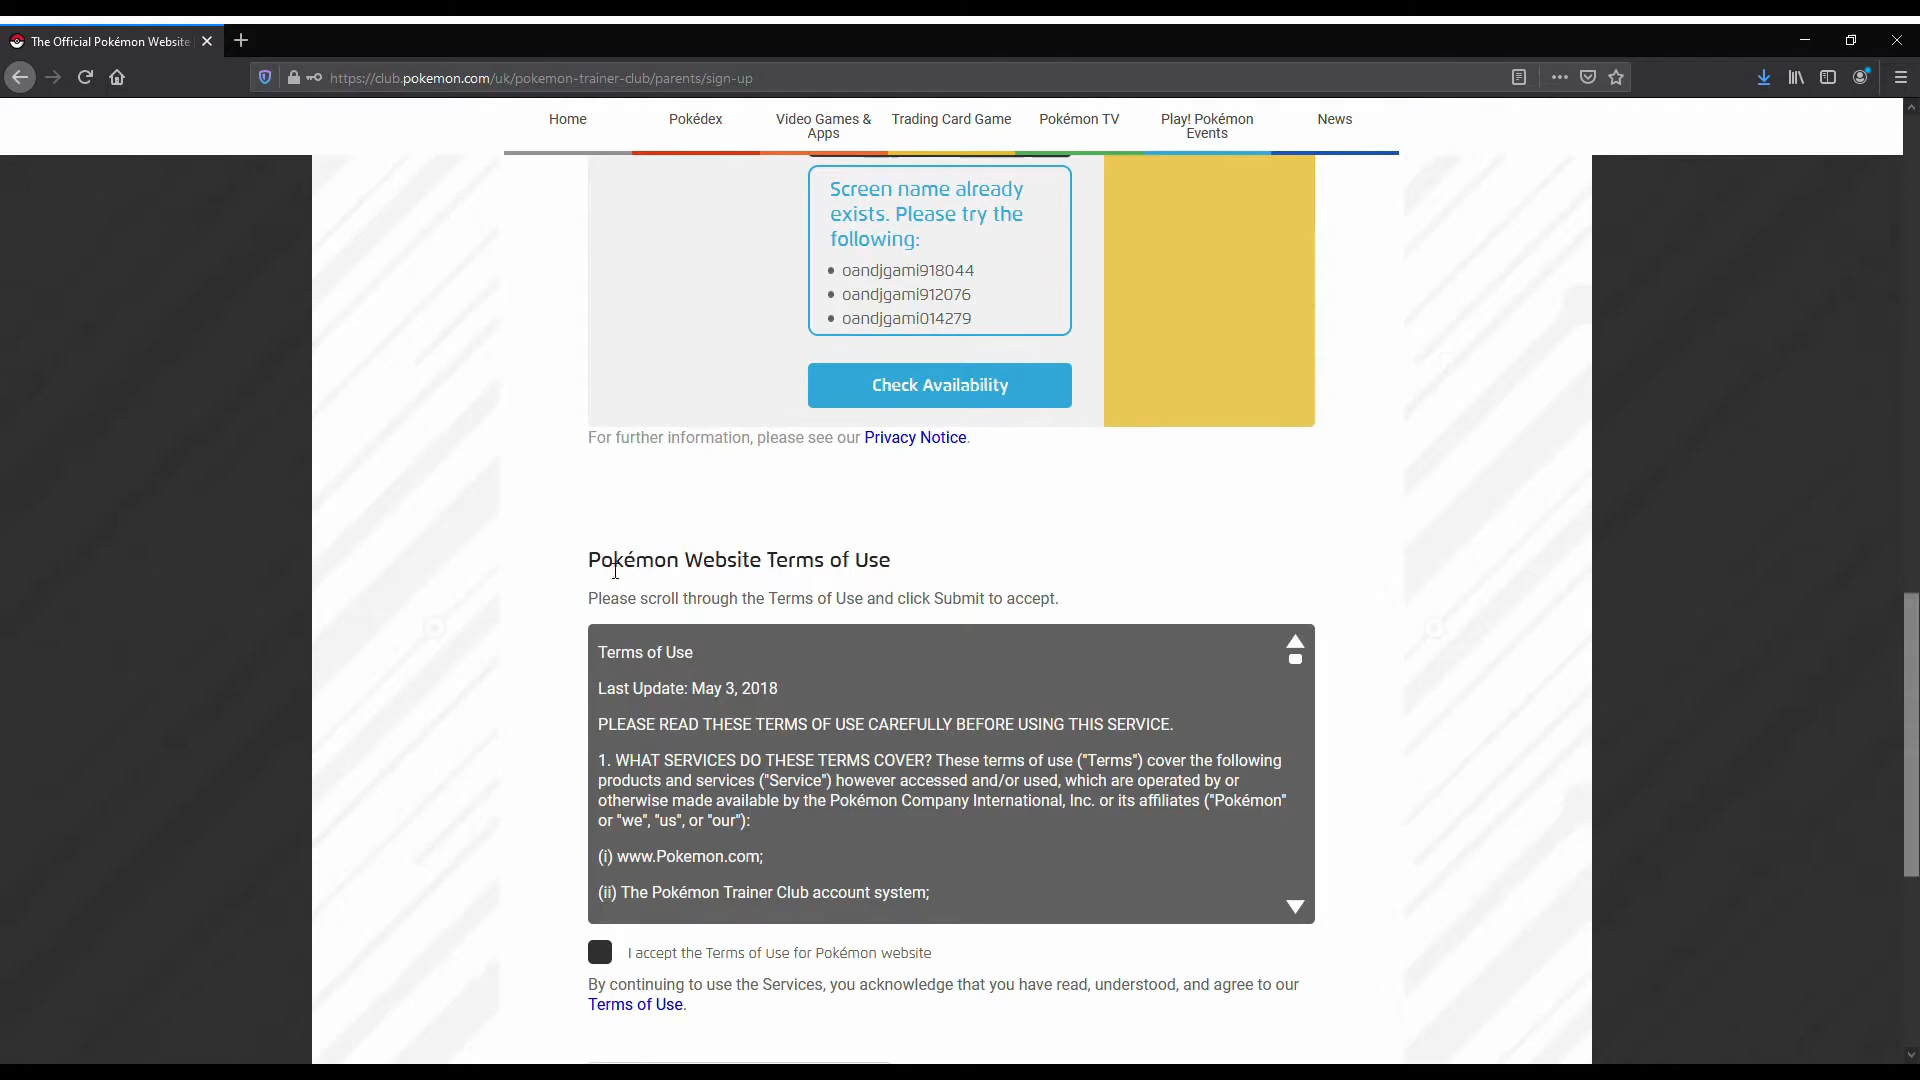 The Official Pokémon Website
https://club.pokemon.com/uk/pokemon-trainer-club/parents/sign-up
Home
Pokédex
Video Games &
Apps
Trading Card Game
Pokémon TV
Play! Pokémon
Events
News
Screen name already
exists. Please try the
following:
oandjgami918044
oandjgami912076
oandjgami014279
Check Availability
For further information, please see our Privacy Notice.
Pokémon Website Terms of Use
Please scroll through the Terms of Use and click Submit to accept.
Terms of Use
Last Update: May 3, 2018
PLEASE READ THESE TERMS OF USE CAREFULLY BEFORE USING THIS SERVICE.
1. WHAT SERVICES DO THESE TERMS COVER? These terms of use ("Terms") cover the following
products and services ("Service") however accessed and/or used, which are operated by or
otherwise made available by the Pokémon Company International, Inc. or its affiliates ("Pokémon"
or "we", "us", or "our"):
(i) www.Pokemon.com;
(ii) The Pokémon Trainer Club account system;
I accept the Terms of Use for Pokémon website
By continuing to use the Services, you acknowledge that you have read, understood, and agree to our
Terms of Use.